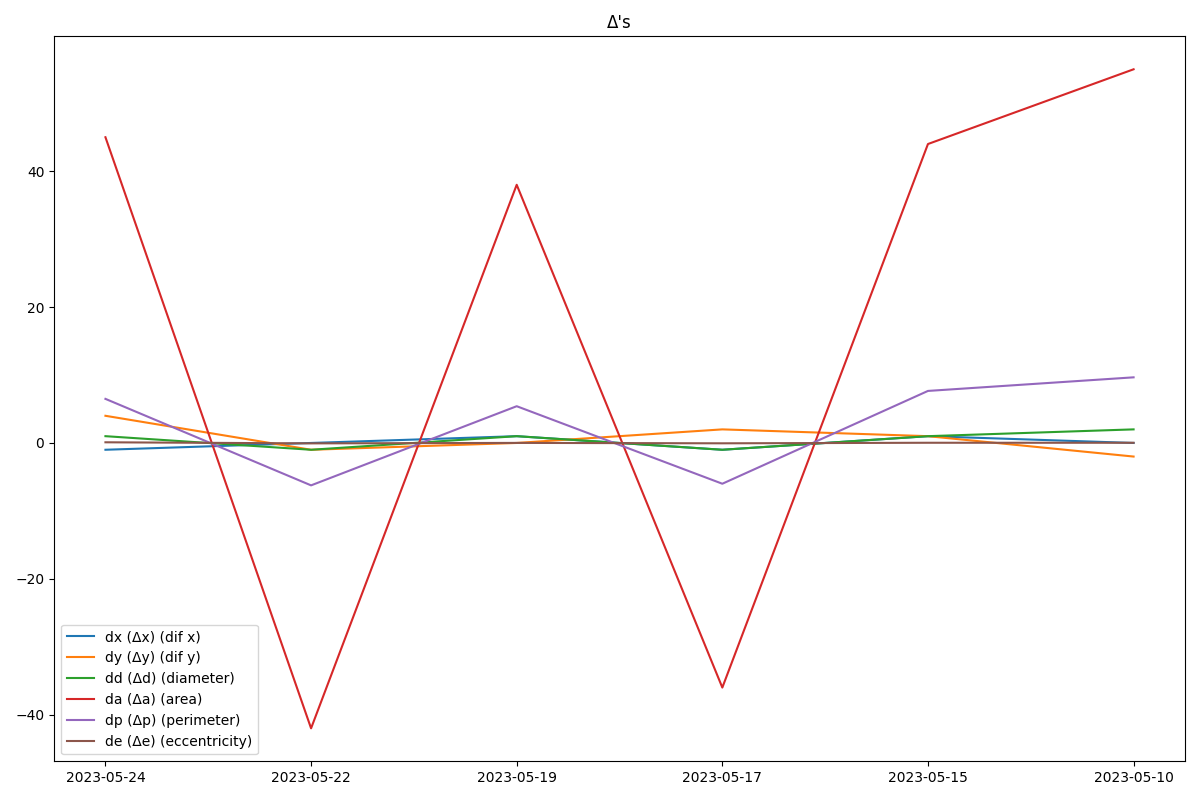 Δ's
40
20
0
−20
−40
dx (Δx) (dif x)
dy (Δy) (dif y)
dd (Δd) (diameter)
da (Δa) (area)
dp (Δp) (perimeter)
de (Δe) (eccentricity)
2023-05-24
2023-05-22
2023-05-19
2023-05-17
2023-05-15
2023-05-10